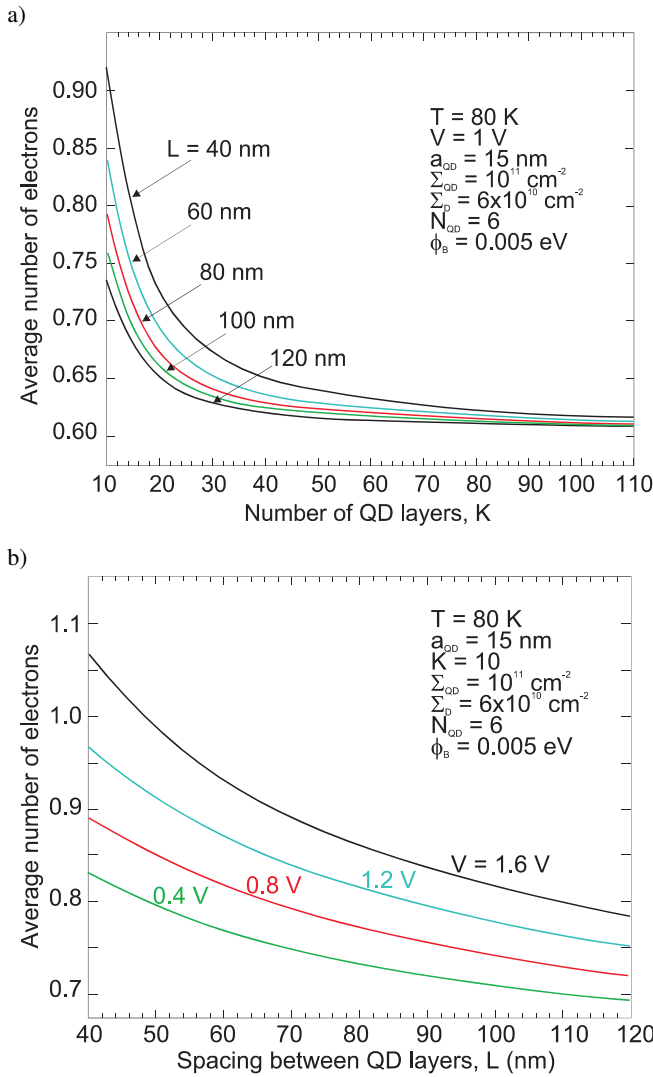 a)
0.90
0.85
0.80
0.75
0.70
0.65
0.60
Average number of electrons
L = 40 nm
60 nm
80 nm
100 nm
120 nm
T = 80 K
V = 1 V
a_QD = 15 nm
Σ_QD = 10^11 cm^-2
Σ_D = 6x10^10 cm^-2
N_QD = 6
ϕ_B = 0.005 eV
10 20 30 40 50 60 70 80 90 100 110
Number of QD layers, K
b)
1.1
1.0
0.9
0.8
0.7
Average number of electrons
T = 80 K
a_QD = 15 nm
K = 10
Σ_QD = 10^11 cm^-2
Σ_D = 6x10^10 cm^-2
N_QD = 6
ϕ_B = 0.005 eV
V = 1.6 V
1.2 V
0.8 V
0.4 V
40 50 60 70 80 90 100 110 120
Spacing between QD layers, L (nm)